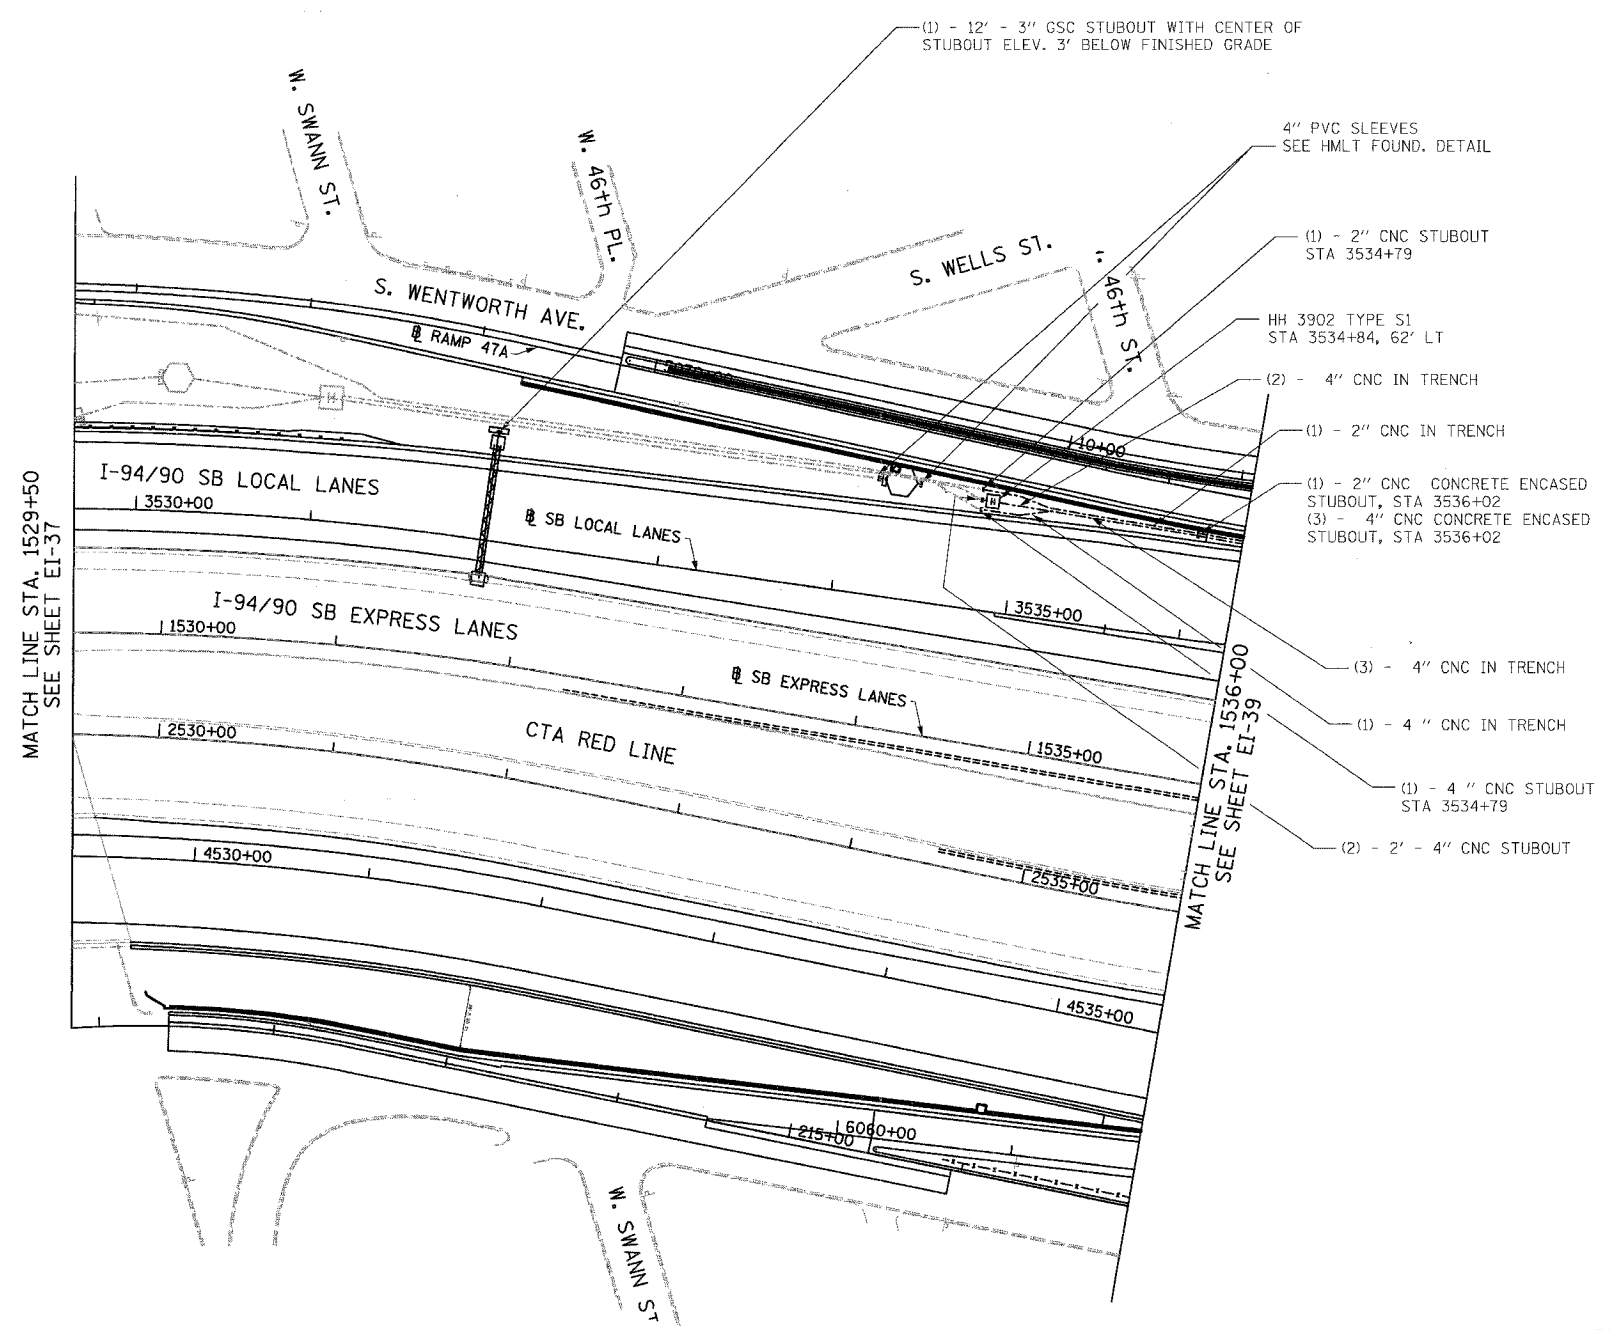 (1) - 12' - 3" GSC STUBOUT WITH CENTER OF
STUBOUT ELEV. 3' BELOW FINISHED GRADE
4" PVC SLEEVES
SEE HMLT FOUND. DETAIL
(1) - 2" CNC STUBOUT
STA 3534+79
HH 3902 TYPE S1
STA 3534+84, 62' LT
(2) - 4" CNC IN TRENCH
(1) - 2" CNC IN TRENCH
(1) - 2" CNC CONCRETE ENCASED
STUBOUT, STA 3536+02
(3) - 4" CNC CONCRETE ENCASED
STUBOUT, STA 3536+02
(3) - 4" CNC IN TRENCH
(1) - 4 " CNC IN TRENCH
(1) - 4 " CNC STUBOUT
STA 3534+79
(2) - 2' - 4" CNC STUBOUT
W. SWANN ST.
W. 46th PL.
S. WELLS ST.
46th ST.
S. WENTWORTH AVE.
℄ RAMP 47A
10+00
H
H
I-94/90 SB LOCAL LANES
3530+00
℄ SB LOCAL LANES
3535+00
I-94/90 SB EXPRESS LANES
1530+00
℄ SB EXPRESS LANES
1535+00
CTA RED LINE
2530+00
2535+00
4530+00
4535+00
215+00
6060+00
W. SWANN ST
MATCH LINE STA. 1529+50
SEE SHEET EI-37
MATCH LINE STA. 1536+00
SEE SHEET EI-39